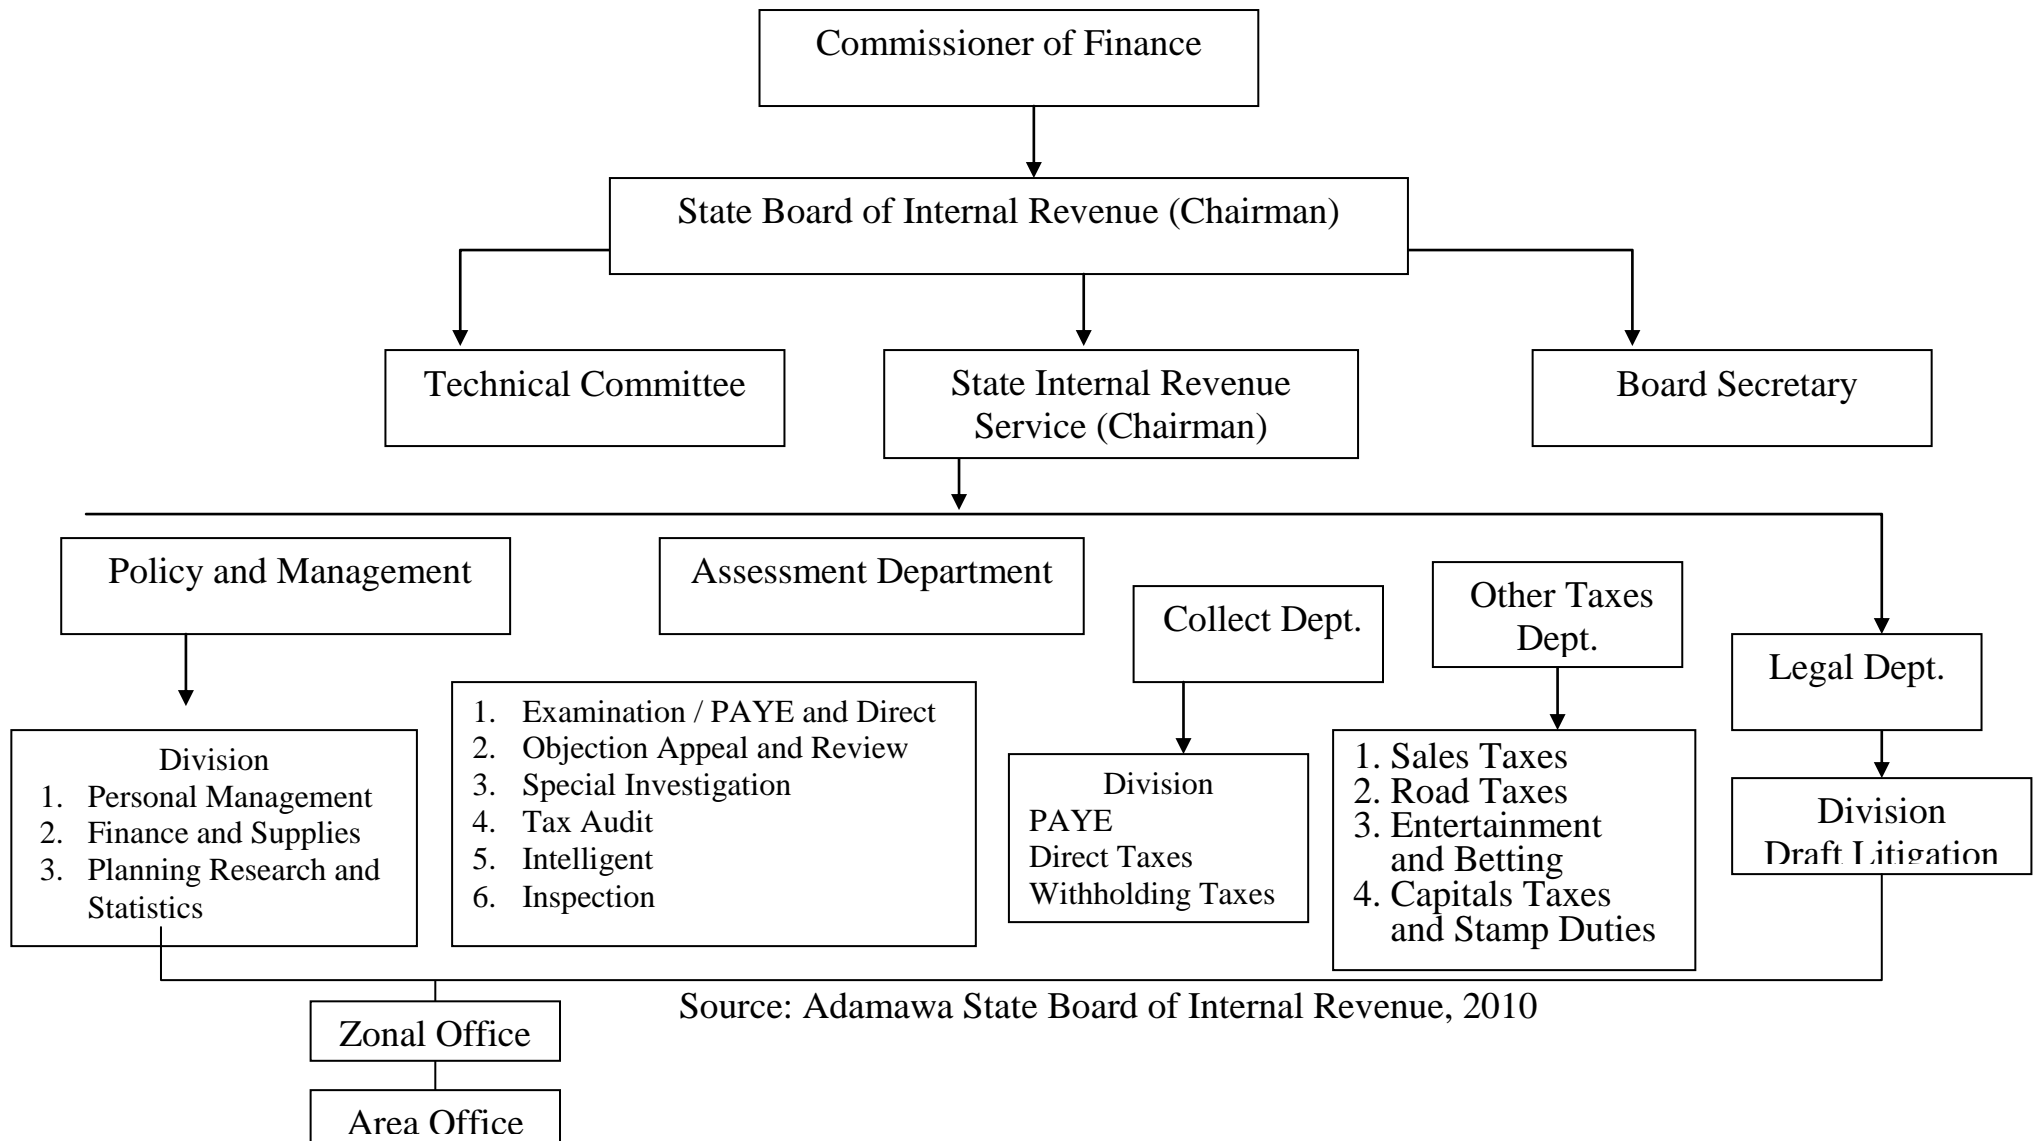 Commissioner of Finance
State Board of Internal Revenue (Chairman)
Technical Committee
State Internal Revenue
Service (Chairman)
Board Secretary
Policy and Management
Assessment Department
Collect Dept.
Other Taxes
Dept.
Legal Dept.
Division
1. Personal Management
2. Finance and Supplies
3. Planning Research and
Statistics
1. Examination / PAYE and Direct
2. Objection Appeal and Review
3. Special Investigation
4. Tax Audit
5. Intelligent
6. Inspection
Division
PAYE
Direct Taxes
Withholding Taxes
1. Sales Taxes
2. Road Taxes
3. Entertainment
and Betting
4. Capitals Taxes
and Stamp Duties
Division
Draft Litigation
Source: Adamawa State Board of Internal Revenue, 2010
Zonal Office
Area Office